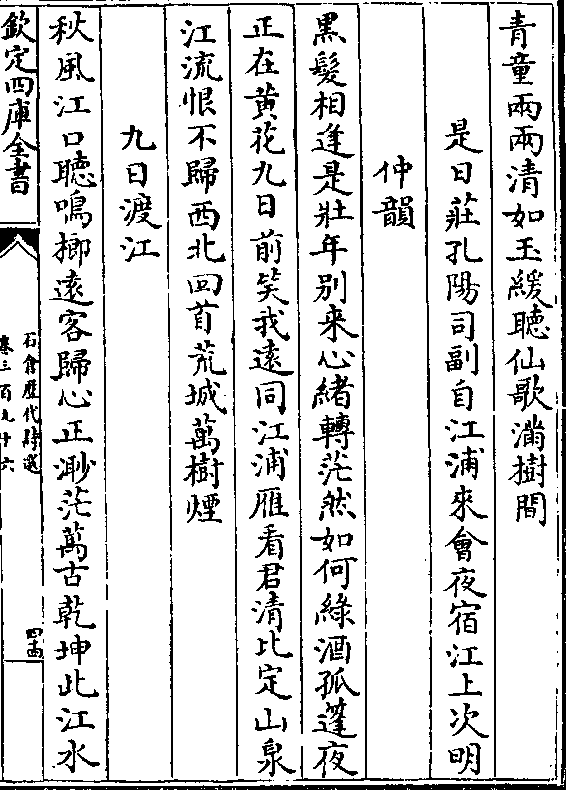 青童兩兩清如玉緩聽仙歌滿樹間
是日莊孔陽司副自江浦來會夜宿江上次明
仲韻
黒髮相逢是壯年别来心緒轉茫然如何綠酒孤篷夜
正在黄花九日前笑我遠同江浦雁看君清比定山泉
江流恨不歸西北回首荒城萬樹煙
九日渡江
秋風江口聽鳴榔遠客歸心正渺茫萬古乾坤此江水
欽定四庫全書
石倉歷代詩選
卷三百九十六